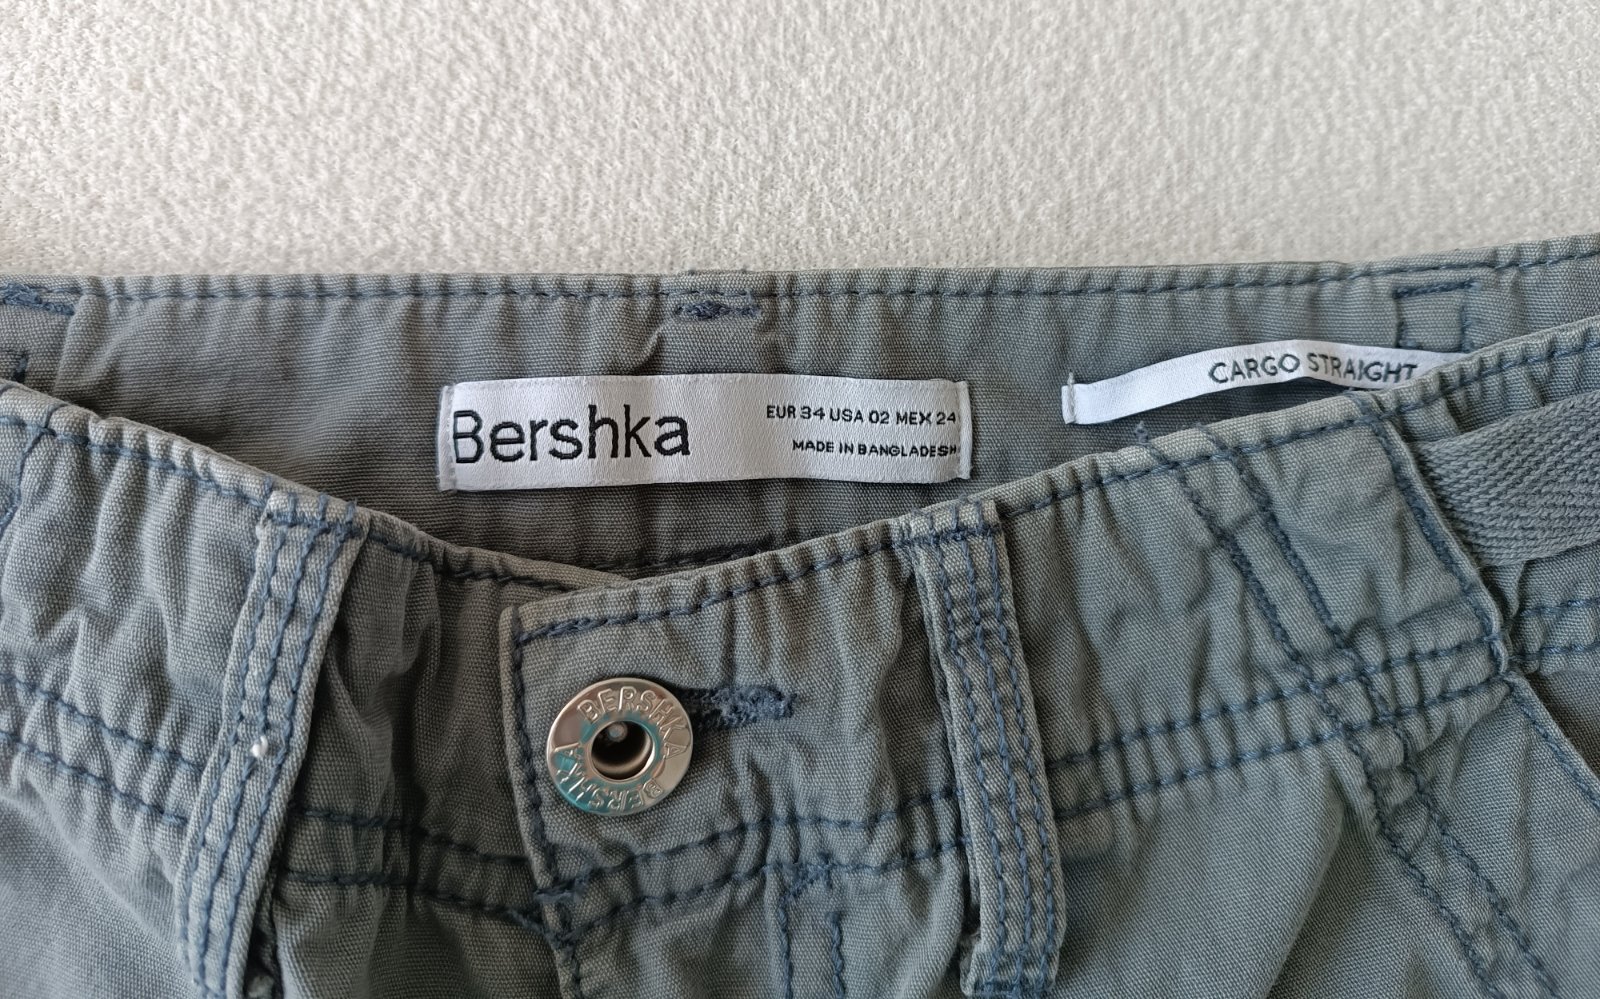 Bershka
EUR 34 USA 02 MEX 24
MADE IN BANGLADESH
CARGO STRAIGHT
BERSHKA
BERSHKA